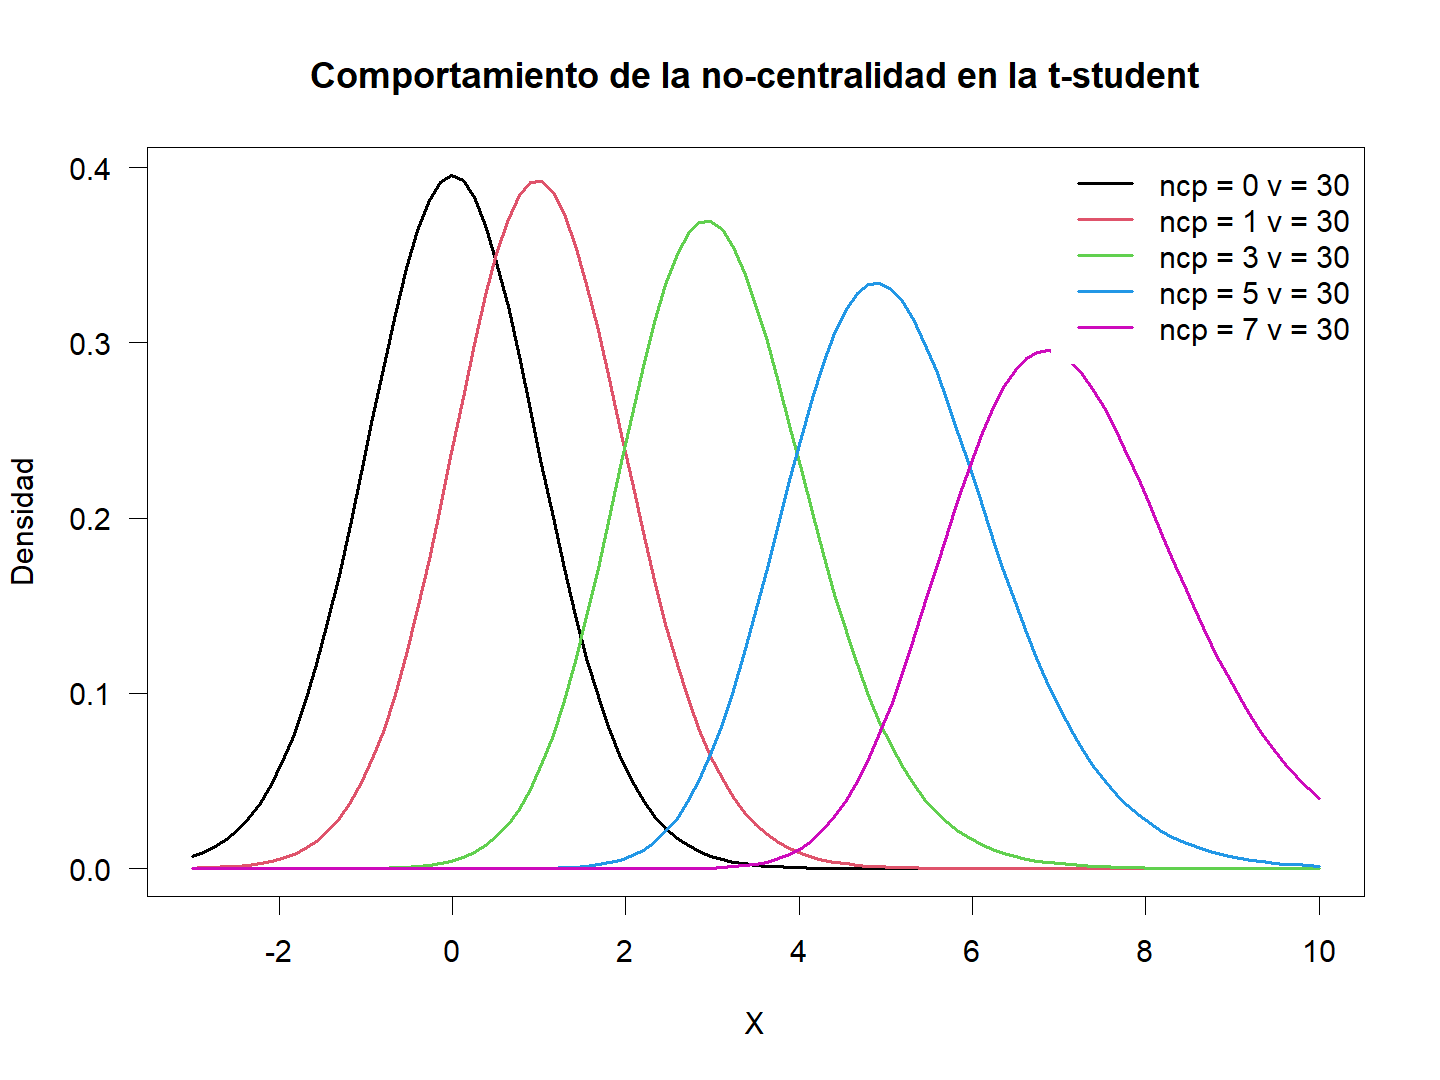 Comportamiento de la no-centralidad en la t-student
ncp = 0 v = 30
ncp = 1 v = 30
ncp = 3 v = 30
ncp = 5 v = 30
ncp = 7 v = 30
Densidad
0.4
0.3
0.2
0.1
0.0
-2 0 2 4 6 8 10
X